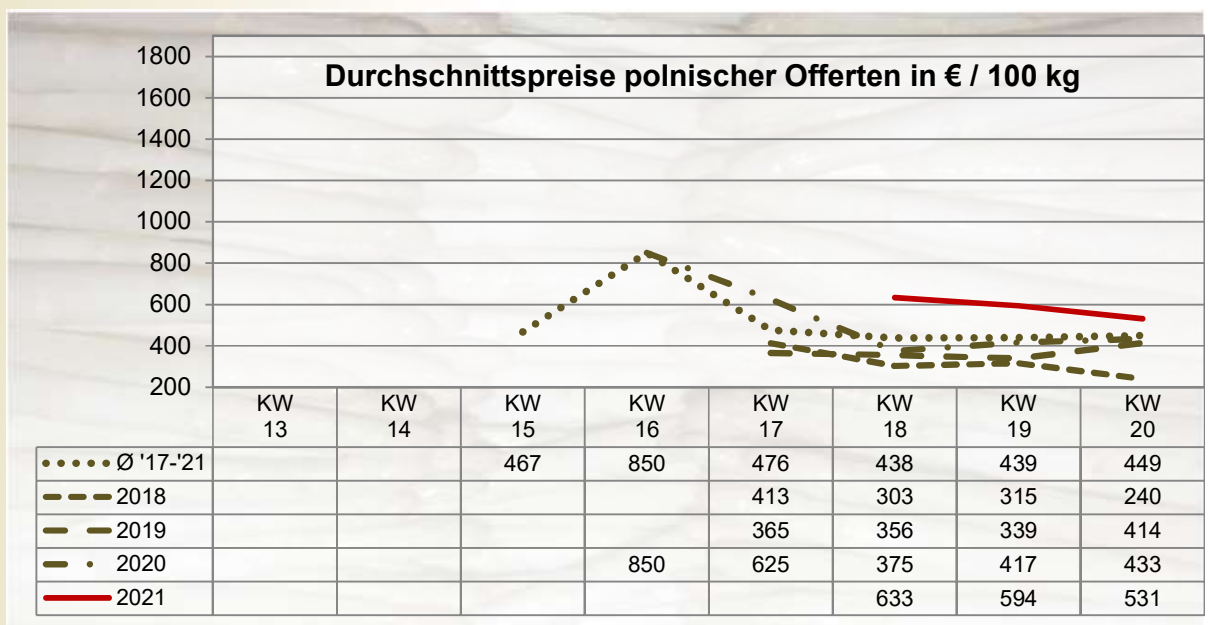 Durchschnittspreise polnischer Offerten in € / 100 kg
1800
1600
1400
1200
1000
800
600
400
200
KW KW KW KW KW KW KW KW
13 14 15 16 17 18 19 20
Ø '17-'21 467 850 476 438 439 449
2018 413 303 315 240
2019 365 356 339 414
2020 850 625 375 417 433
2021 633 594 531